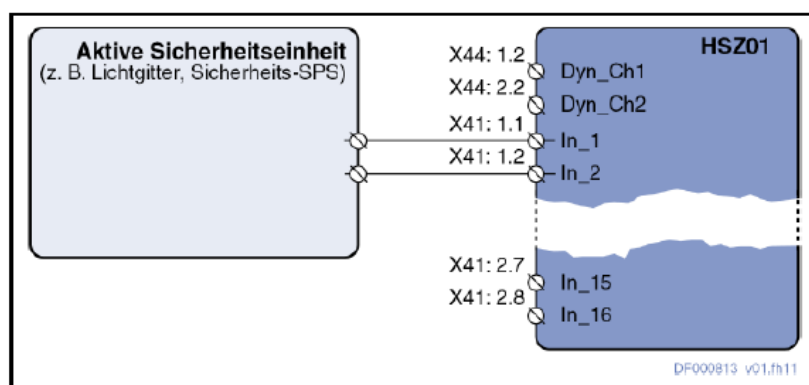 Aktive Sicherheitseinheit
(z. B. Lichtgitter, Sicherheits-SPS)
HSZ01
X44: 1.2
Dyn_Ch1
X44: 2.2
Dyn_Ch2
X41: 1.1
In_1
X41: 1.2
In_2
X41: 2.7
In_15
X41: 2.8
In_16
DF000813_v01.fh11